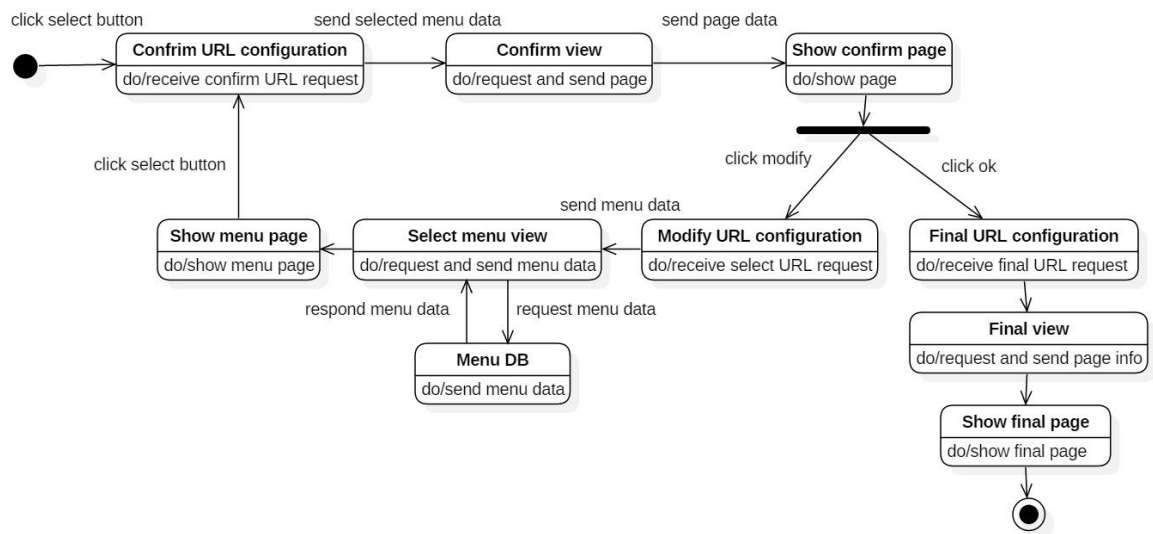 click select button
send selected menu data
send page data
Confrim URL configuration
do/receive confirm URL request
Confirm view
do/request and send page
Show confirm page
do/show page
click select button
click modify
click ok
send menu data
Show menu page
do/show menu page
Select menu view
do/request and send menu data
Modify URL configuration
do/receive select URL request
Final URL configuration
do/receive final URL request
respond menu data
request menu data
Menu DB
do/send menu data
Final view
do/request and send page info
Show final page
do/show final page